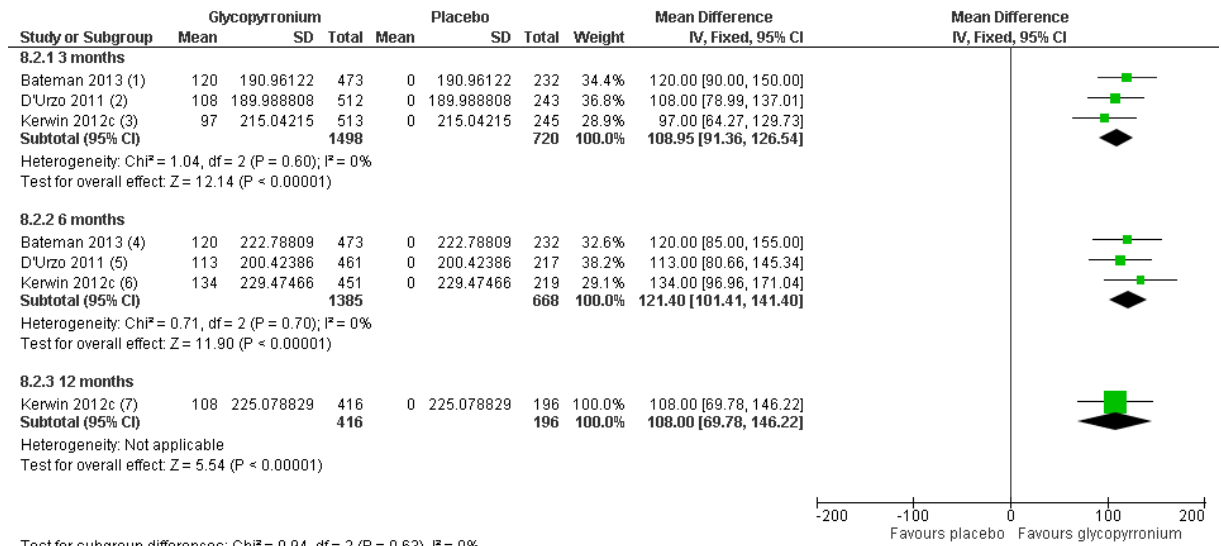 Glycopyrronium Placebo Mean Difference Mean Difference
Study or Subgroup Mean SD Total Mean SD Total Weight IV, Fixed, 95% CI IV, Fixed, 95% CI
8.2.1 3 months
Bateman 2013 (1) 120 190.96122 473 0 190.96122 232 34.4% 120.00 [90.00, 150.00]
D'Urzo 2011 (2) 108 189.988808 512 0 189.988808 243 36.8% 108.00 [78.99, 137.01]
Kerwin 2012c (3) 97 215.04215 513 0 215.04215 245 28.9% 97.00 [64.27, 129.73]
Subtotal (95% CI) 1498 720 100.0% 108.95 [91.36, 126.54]
Heterogeneity: Chi² = 1.04, df = 2 (P = 0.60); I² = 0%
Test for overall effect: Z = 12.14 (P < 0.00001)
8.2.2 6 months
Bateman 2013 (4) 120 222.78809 473 0 222.78809 232 32.6% 120.00 [85.00, 155.00]
D'Urzo 2011 (5) 113 200.42386 461 0 200.42386 217 38.2% 113.00 [80.66, 145.34]
Kerwin 2012c (6) 134 229.47466 451 0 229.47466 219 29.1% 134.00 [96.96, 171.04]
Subtotal (95% CI) 1385 668 100.0% 121.40 [101.41, 141.40]
Heterogeneity: Chi² = 0.71, df = 2 (P = 0.70); I² = 0%
Test for overall effect: Z = 11.90 (P < 0.00001)
8.2.3 12 months
Kerwin 2012c (7) 108 225.078829 416 0 225.078829 196 100.0% 108.00 [69.78, 146.22]
Subtotal (95% CI) 416 196 100.0% 108.00 [69.78, 146.22]
Heterogeneity: Not applicable
Test for overall effect: Z = 5.54 (P < 0.00001)
-200 -100 0 100 200
Favours placebo Favours glycopyrronium
Test for subgroup differences: Chi² = 0.94, df = 2 (P = 0.63), I² = 0%